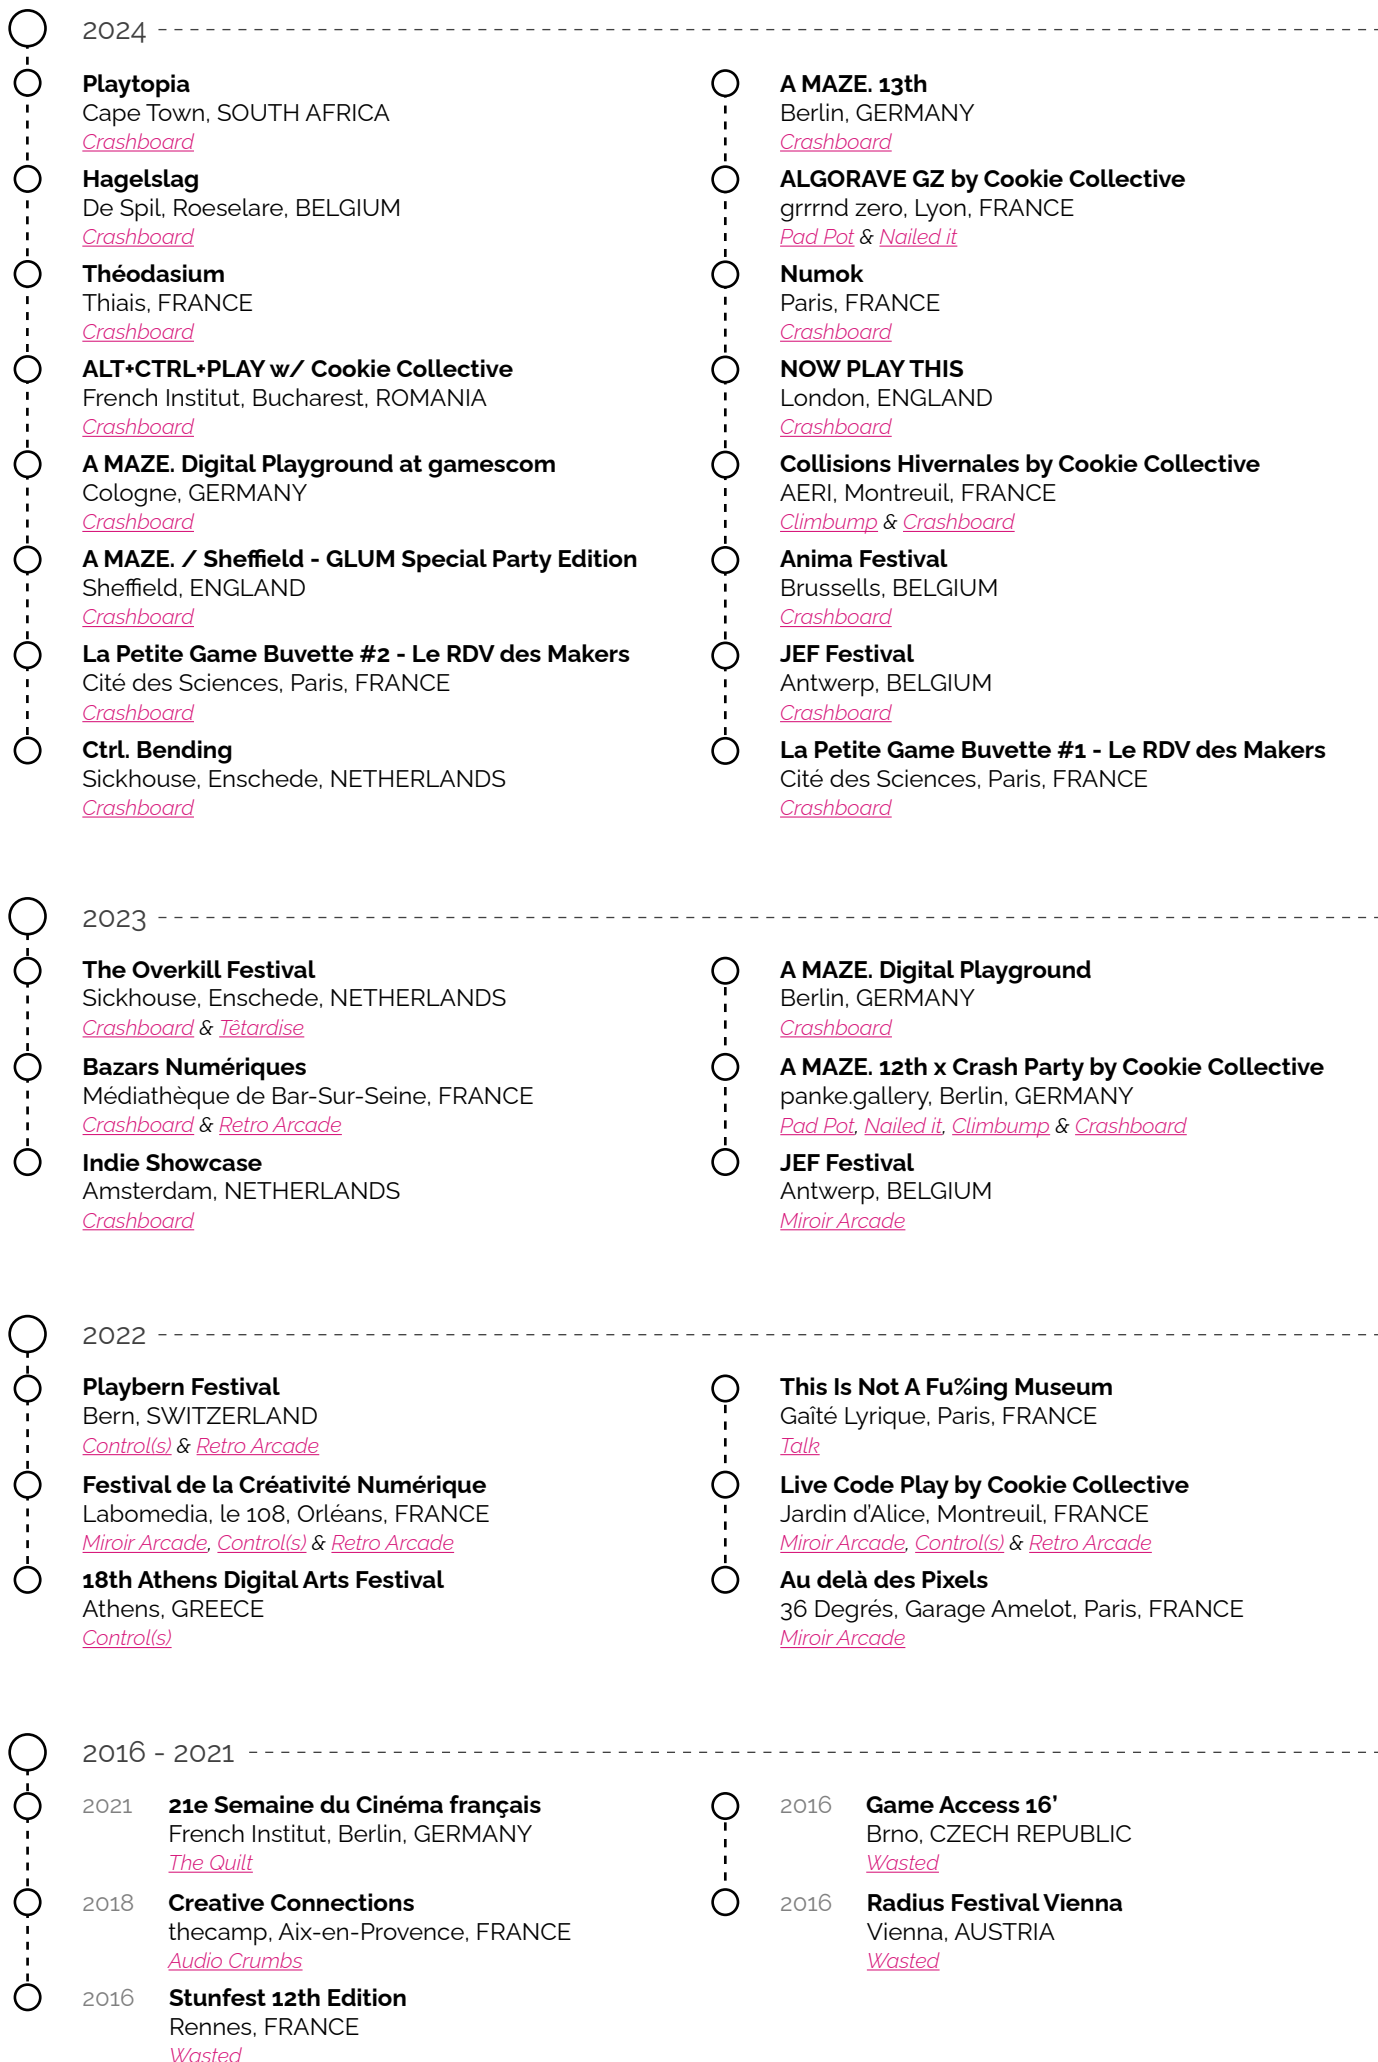 2024
Playtopia
Cape Town, SOUTH AFRICA
Crashboard
Hagelslag
De Spil, Roeselare, BELGIUM
Crashboard
Théodasium
Thiais, FRANCE
Crashboard
ALT+CTRL+PLAY w/ Cookie Collective
French Institut, Bucharest, ROMANIA
Crashboard
A MAZE. Digital Playground at gamescom
Cologne, GERMANY
Crashboard
A MAZE. / Sheffield - GLUM Special Party Edition
Sheffield, ENGLAND
Crashboard
La Petite Game Buvette #2 - Le RDV des Makers
Cité des Sciences, Paris, FRANCE
Crashboard
Ctrl. Bending
Sickhouse, Enschede, NETHERLANDS
Crashboard
A MAZE. 13th
Berlin, GERMANY
Crashboard
ALGORAVE GZ by Cookie Collective
grrrnd zero, Lyon, FRANCE
Pad Pot & Nailed it
Numok
Paris, FRANCE
Crashboard
NOW PLAY THIS
London, ENGLAND
Crashboard
Collisions Hivernales by Cookie Collective
AERI, Montreuil, FRANCE
Climbump & Crashboard
Anima Festival
Brussells, BELGIUM
Crashboard
JEF Festival
Antwerp, BELGIUM
Crashboard
La Petite Game Buvette #1 - Le RDV des Makers
Cité des Sciences, Paris, FRANCE
Crashboard
2023
The Overkill Festival
Sickhouse, Enschede, NETHERLANDS
Crashboard & Têtardise
Bazars Numériques
Médiathèque de Bar-Sur-Seine, FRANCE
Crashboard & Retro Arcade
Indie Showcase
Amsterdam, NETHERLANDS
Crashboard
A MAZE. Digital Playground
Berlin, GERMANY
Crashboard
A MAZE. 12th x Crash Party by Cookie Collective
panke.gallery, Berlin, GERMANY
Pad Pot, Nailed it, Climbump & Crashboard
JEF Festival
Antwerp, BELGIUM
Miroir Arcade
2022
Playbern Festival
Bern, SWITZERLAND
Control(s) & Retro Arcade
Festival de la Créativité Numérique
Labomedia, le 108, Orléans, FRANCE
Miroir Arcade, Control(s) & Retro Arcade
18th Athens Digital Arts Festival
Athens, GREECE
Control(s)
This Is Not A Fu%ing Museum
Gaîté Lyrique, Paris, FRANCE
Talk
Live Code Play by Cookie Collective
Jardin d'Alice, Montreuil, FRANCE
Miroir Arcade, Control(s) & Retro Arcade
Au delà des Pixels
36 Degrés, Garage Amelot, Paris, FRANCE
Miroir Arcade
2016 - 2021
2021 21e Semaine du Cinéma français
French Institut, Berlin, GERMANY
The Quilt
2018 Creative Connections
thecamp, Aix-en-Provence, FRANCE
Audio Crumbs
2016 Stunfest 12th Edition
Rennes, FRANCE
Wasted
2016 Game Access 16'
Brno, CZECH REPUBLIC
Wasted
2016 Radius Festival Vienna
Vienna, AUSTRIA
Wasted